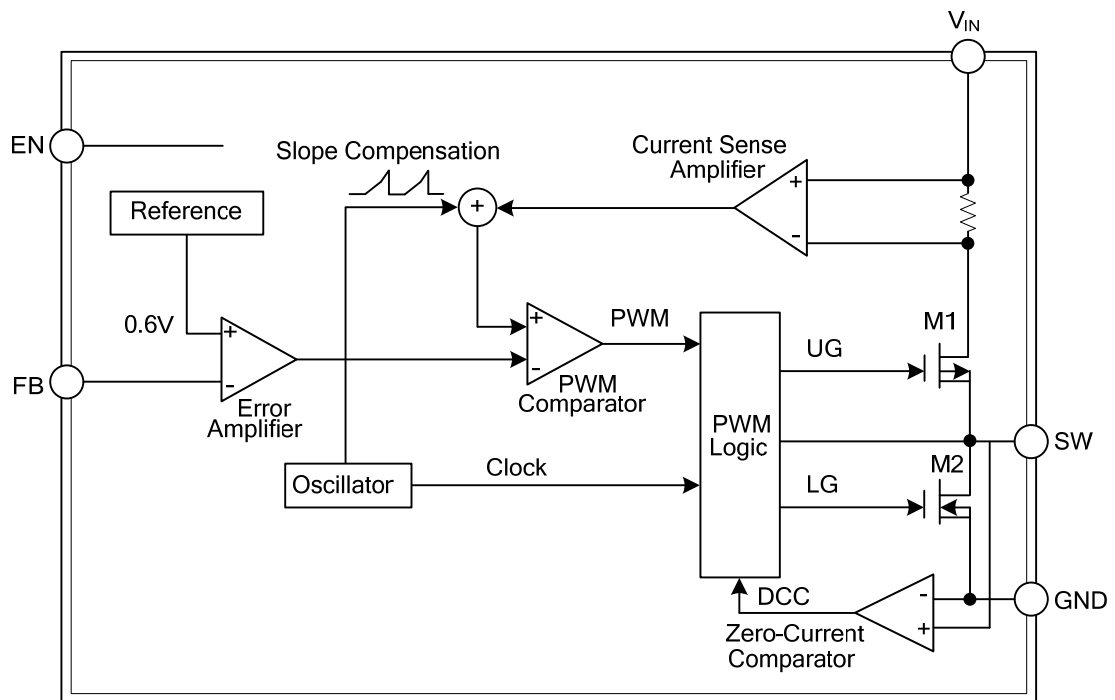 VIN
EN
Slope Compensation
Current Sense
Amplifier
+
-
Reference
+
0.6V
+
-
FB
Error
Amplifier
+
-
PWM
PWM
Comparator
UG
M1
PWM
Logic
SW
M2
LG
Oscillator
Clock
DCC
-
+
GND
Zero-Current
Comparator